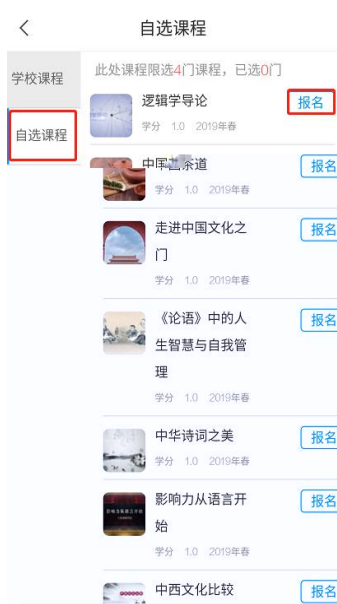 自选课程
学校课程
自选课程
此处课程限选4门课程，已选0门
逻辑学导论
报名
学分 1.0 2019年春
茶道
报名
学分 1.0 2019年春
走进中国文化之
门
报名
学分 1.0 2019年春
《论语》中的人
生智慧与自我管
理
报名
学分 1.0 2019年春
中华诗词之美
报名
学分 1.0 2019年春
影响力从语言开
始
报名
学分 1.0 2019年春
中西文化比较
报名